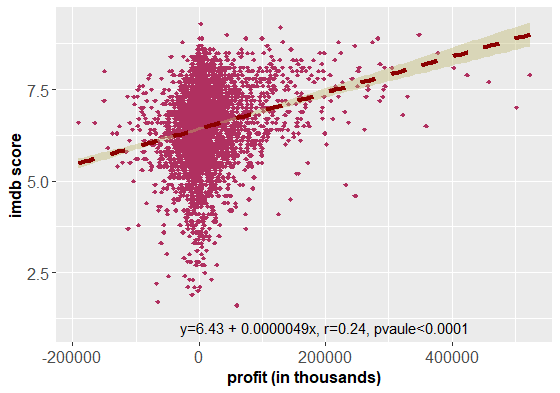 imdb score
7.5
5.0
2.5
y=6.43 + 0.0000049x, r=0.24, pvaule<0.0001
-200000 0 200000 400000
profit (in thousands)